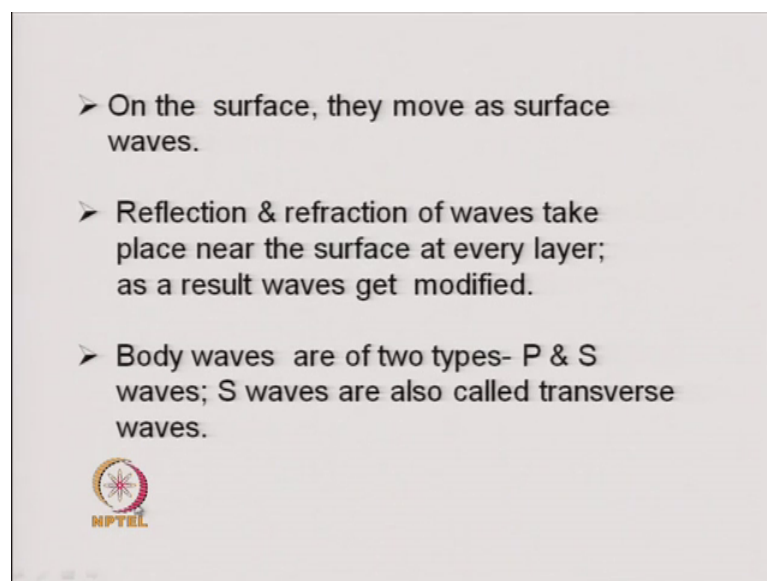 ➤ On the surface, they move as surface
waves.
➤ Reflection & refraction of waves take
place near the surface at every layer;
as a result waves get modified.
➤ Body waves are of two types- P & S
waves; S waves are also called transverse
waves.
NPTEL